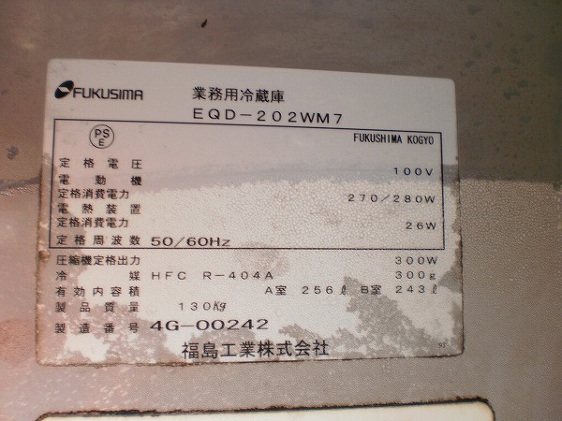 FUKUSIMA
業務用冷蔵庫
EQD-202WM7
PS E
FUKUSHIMA KOGYO
定格電圧 100V
電動機
定格消費電力 270/280W
電熱装置
定格消費電力 26W
定格周波数 50/60Hz
圧縮機定格出力 300W
冷媒 HFC R-404A 300g
有効内容積 A室 256ℓ B室 243ℓ
製品質量 130Kg
製造番号 4G-00242
福島工業株式会社